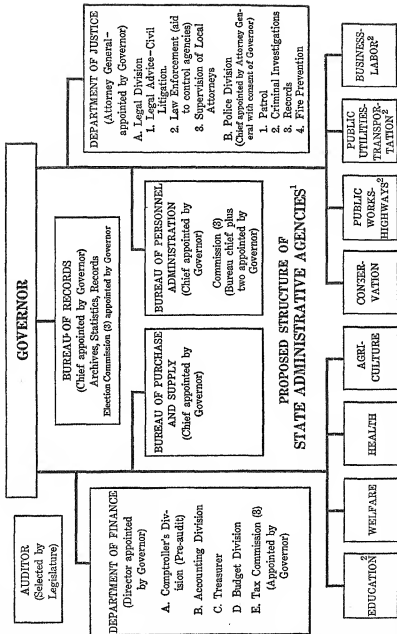 GOVERNOR
AUDITOR
(Selected by
Legislature)
BUREAU OF RECORDS
(Chief appointed by Governor)
Archives, Statistics, Records
Election Commission (3) appointed by Governor
DEPARTMENT OF FINANCE
(Director appointed
by Governor)
A. Comptroller's Div-
ision (Pre-audit)
B. Accounting Division
C. Treasurer
D Budget Division
E. Tax Commission (3)
(Appointed by
Governor)
BUREAU OF PURCHASE
AND SUPPLY
(Chief appointed by
Governor)
BUREAU OF PERSONNEL
ADMINISTRATION
(Chief appointed by
Governor)
Commission (3)
(Bureau chief plus
two appointed by
Governor)
DEPARTMENT OF JUSTICE
(Attorney General—
appointed by Governor)
A. Legal Division
1. Legal Advice—Civil
Litigation.
2. Law Enforcement (aid
to control agencies)
3. Supervision of Local
Attorneys
B. Police Division
(Chief appointed by Attorney Gen-
eral with consent of Governor)
1. Patrol
2. Criminal Investigations
3. Records
4. Fire Prevention
PROPOSED STRUCTURE OF
STATE ADMINISTRATIVE AGENCIES¹
EDUCATION²
WELFARE
HEALTH
AGRI-
CULTURE
CONSER-
VATION
PUBLIC
WORKS-
HIGHWAYS²
PUBLIC
UTILITIES-
TRANSPOR-
TATION²
BUSINESS-
LABOR²